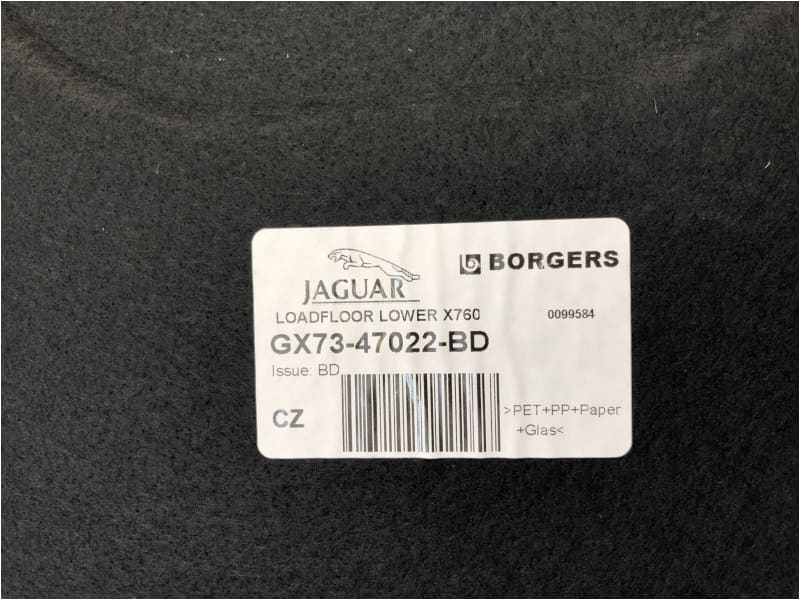 JAGUAR
BORGERS
LOADFLOOR LOWER X760
0099584
GX73-47022-BD
Issue: BD
CZ
>PET+PP+Paper
+Glas<